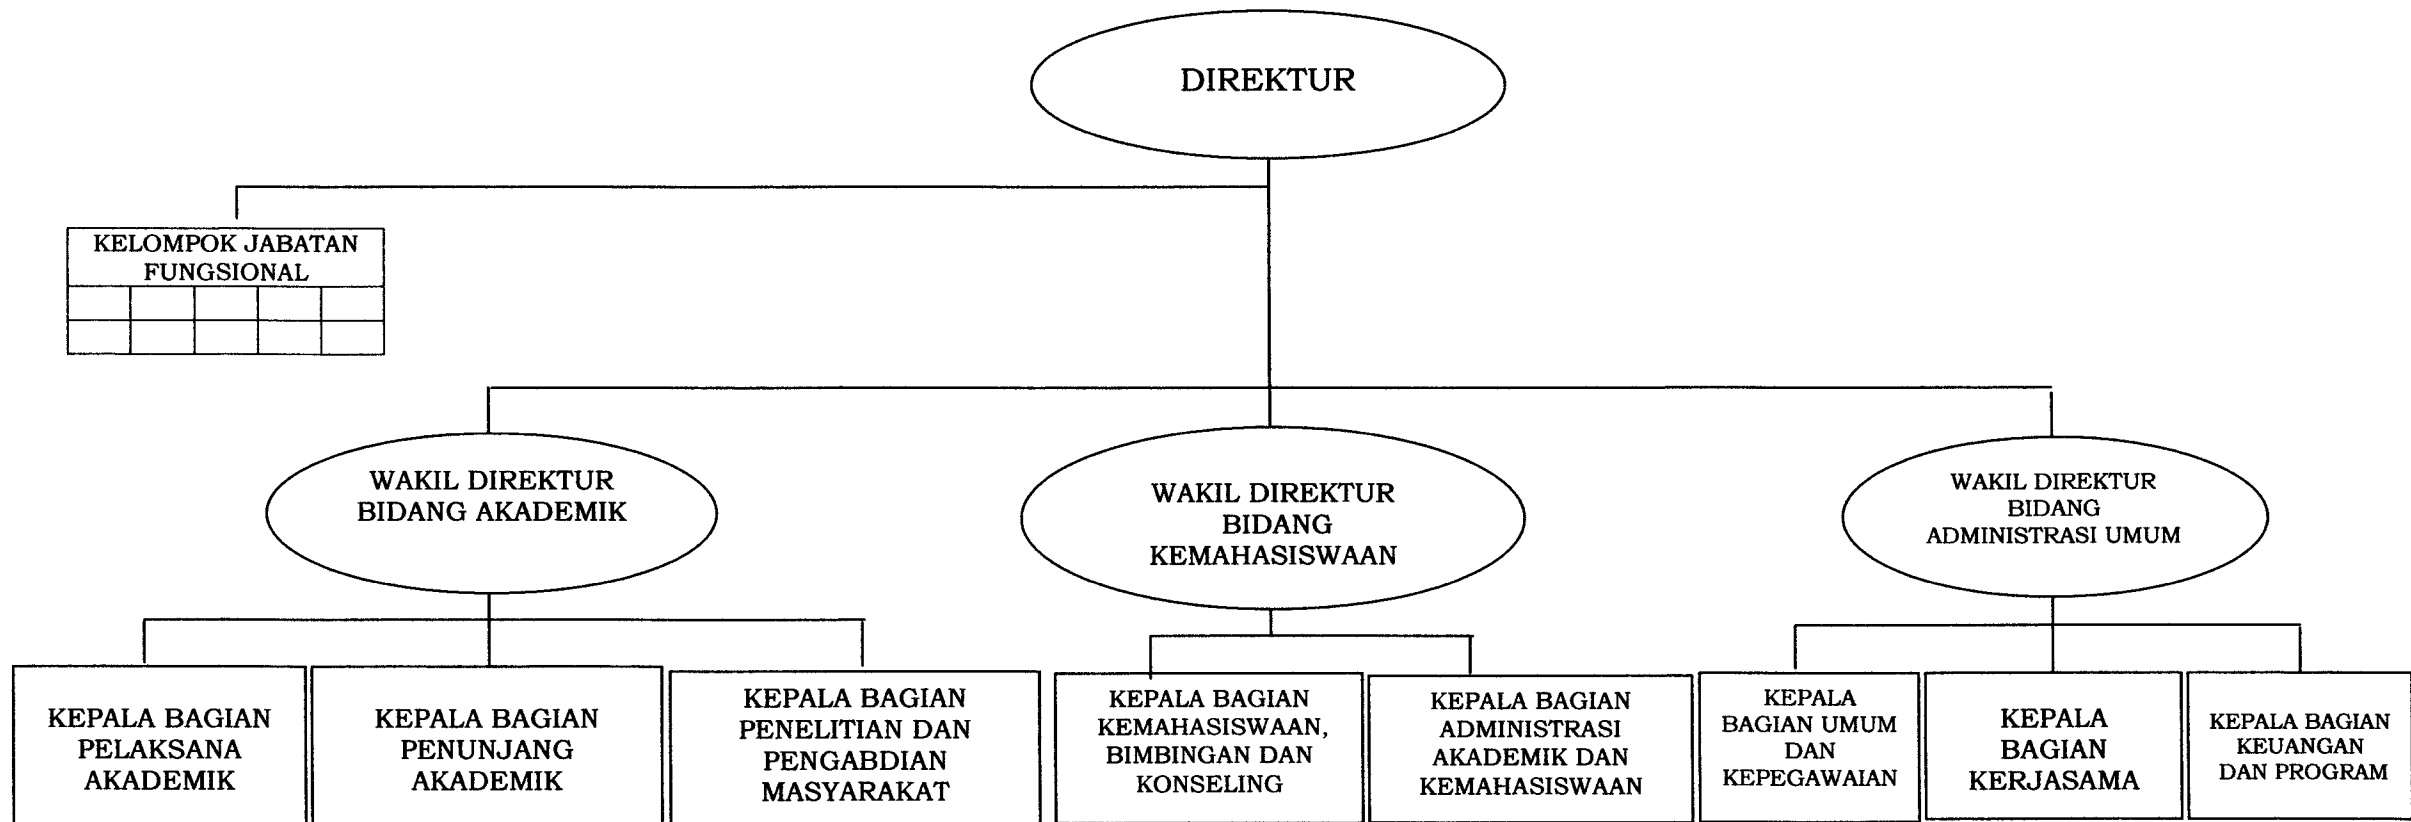 DIREKTUR
KELOMPOK JABATAN
FUNGSIONAL
WAKIL DIREKTUR
BIDANG AKADEMIK
WAKIL DIREKTUR
BIDANG
KEMAHASISWAAN
WAKIL DIREKTUR
BIDANG
ADMINISTRASI UMUM
KEPALA BAGIAN
PELAKSANA
AKADEMIK
KEPALA BAGIAN
PENUNJANG
AKADEMIK
KEPALA BAGIAN
PENELITIAN DAN
PENGABDIAN
MASYARAKAT
KEPALA BAGIAN
KEMAHASISWAAN,
BIMBINGAN DAN
KONSELING
KEPALA BAGIAN
ADMINISTRASI
AKADEMIK DAN
KEMAHASISWAAN
KEPALA
BAGIAN UMUM
DAN
KEPEGAWAIAN
KEPALA
BAGIAN
KERJASAMA
KEPALA BAGIAN
KEUANGAN
DAN PROGRAM